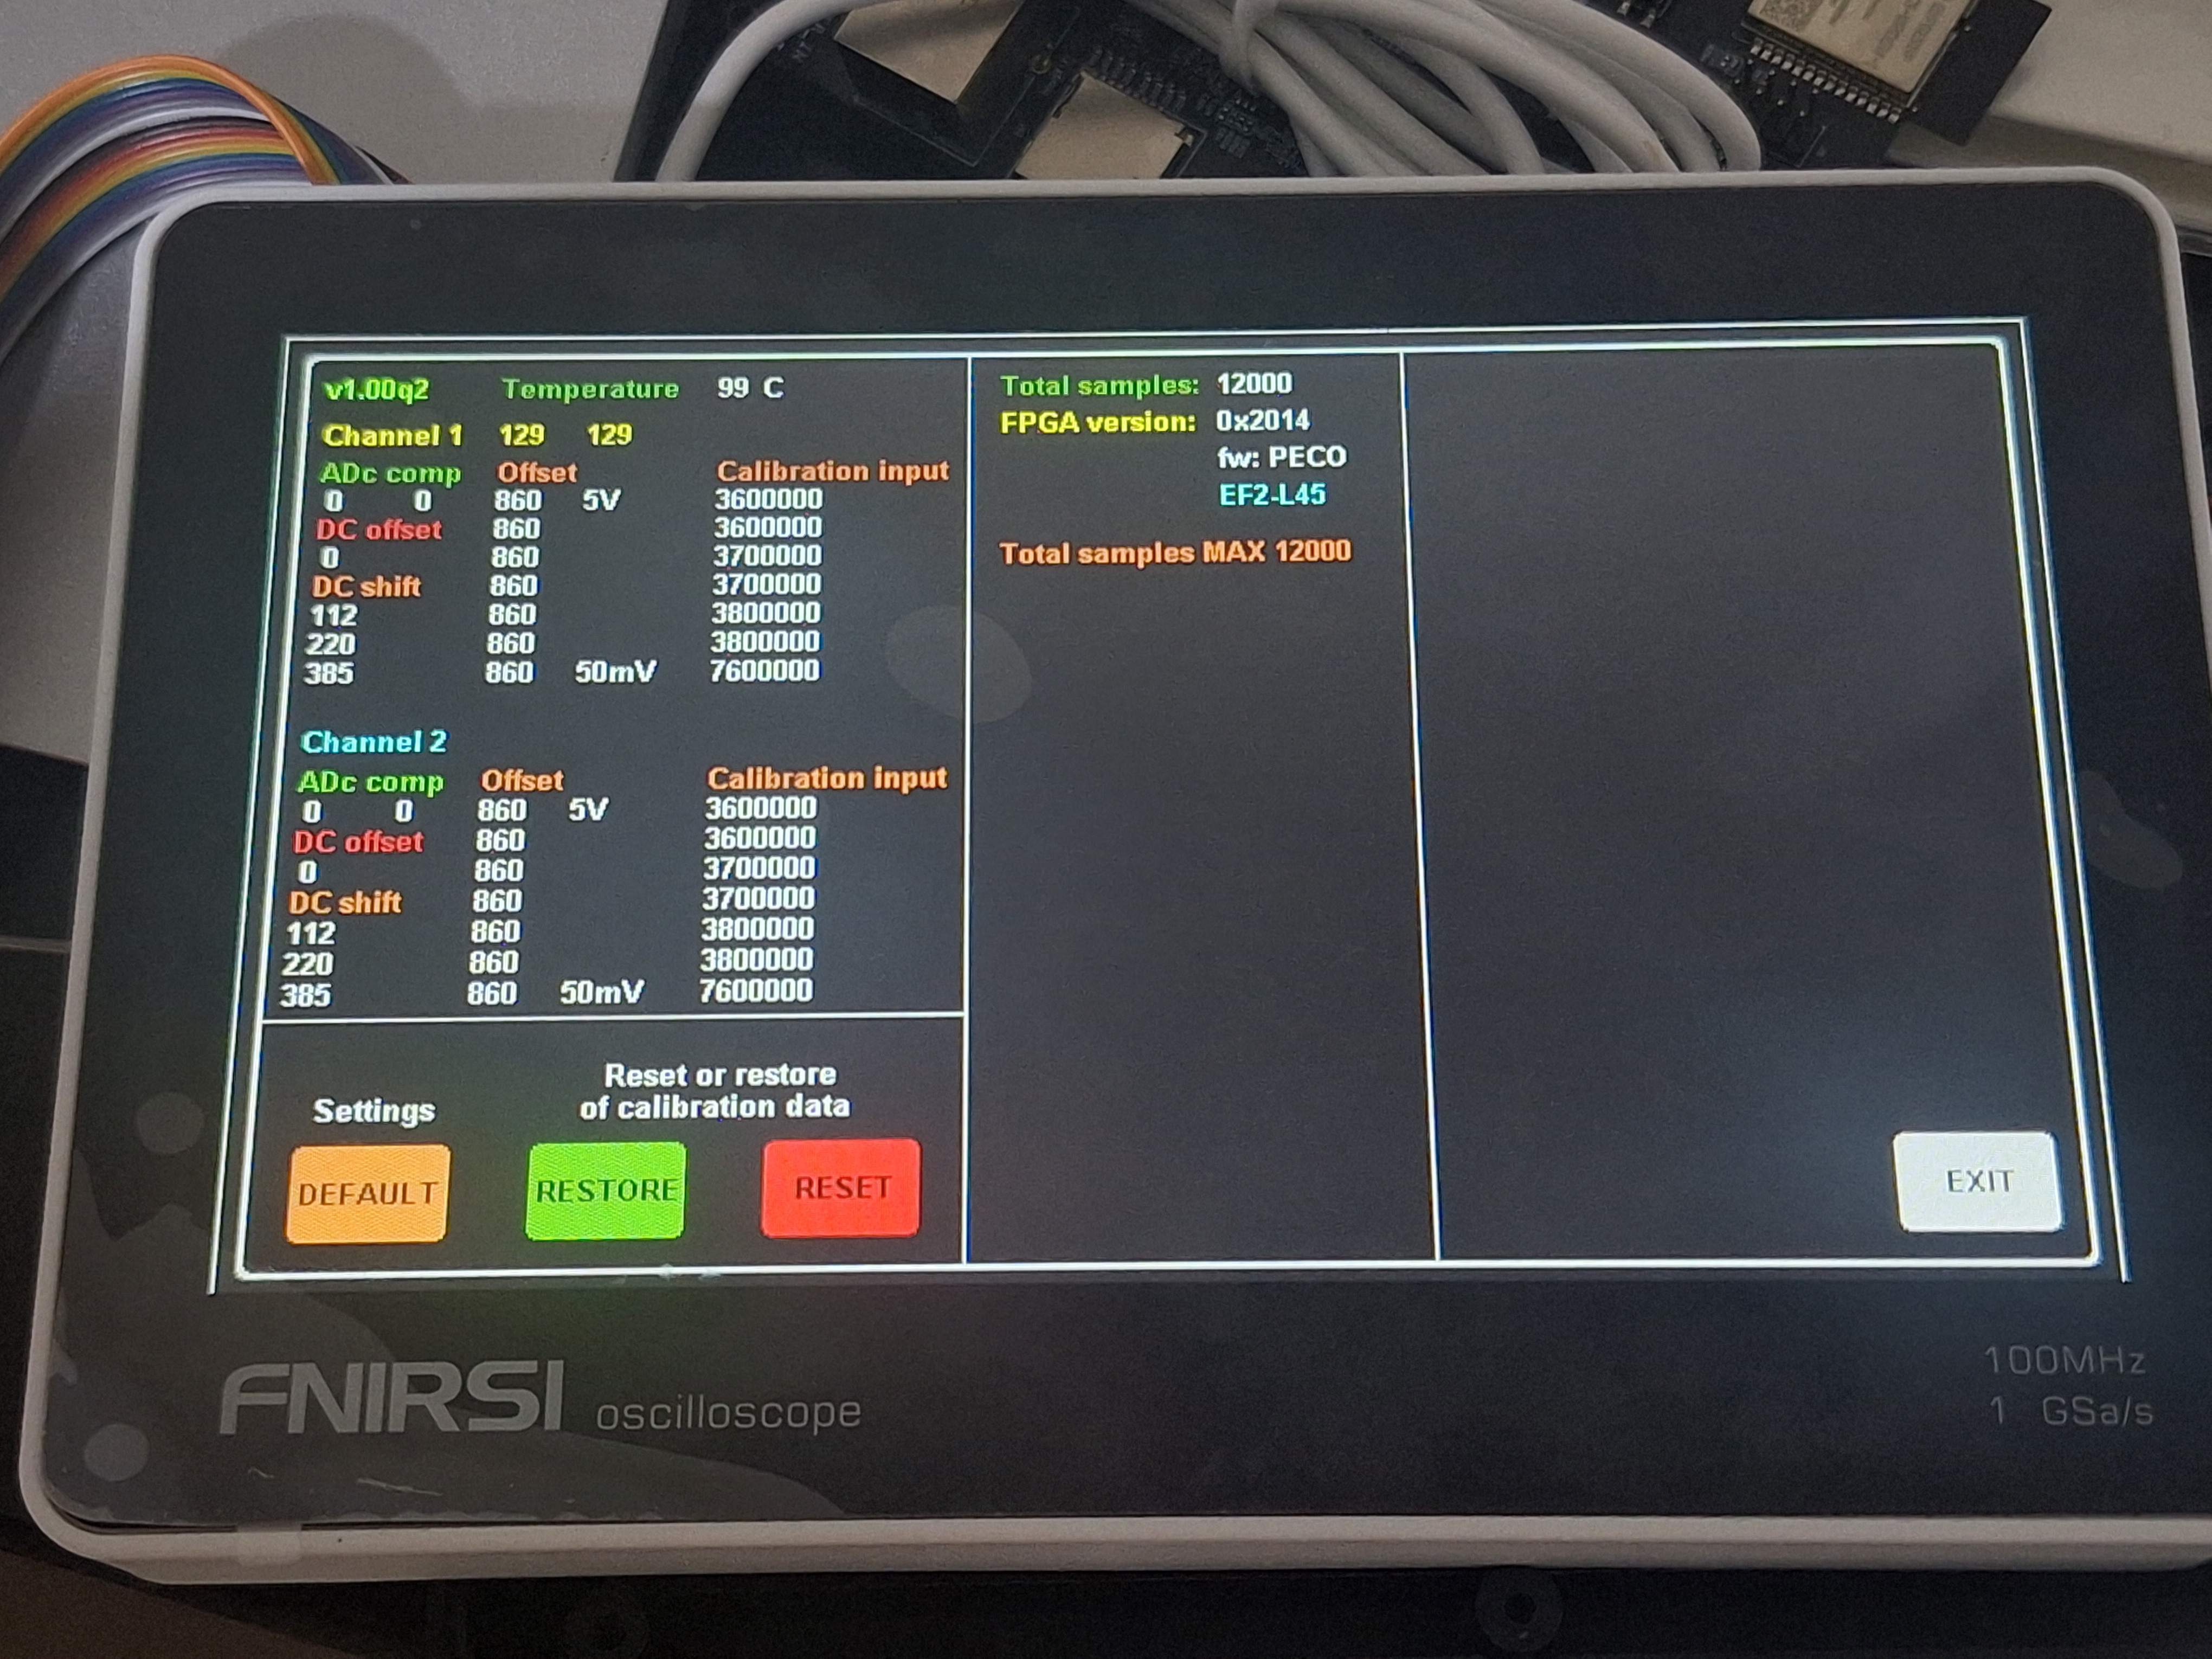 v1.00q2 Temperature 99 C
Channel 1 129 129
ADc comp Offset Calibration input
0 0 860 5V 3600000
DC offset 860 3600000
0 860 3700000
DC shift 860 3700000
112 860 3800000
220 860 3800000
385 860 50mV 7600000
Channel 2
ADc comp Offset Calibration input
0 0 860 5V 3600000
DC offset 860 3600000
0 860 3700000
DC shift 860 3700000
112 860 3800000
220 860 3800000
385 860 50mV 7600000
Settings
Reset or restore
of calibration data
DEFAULT RESTORE RESET
Total samples: 12000
FPGA version: 0x2014
fw: PECO
EF2-L45
Total samples MAX 12000
EXIT
FNIRSI oscilloscope
100MHz
1 GSa/s